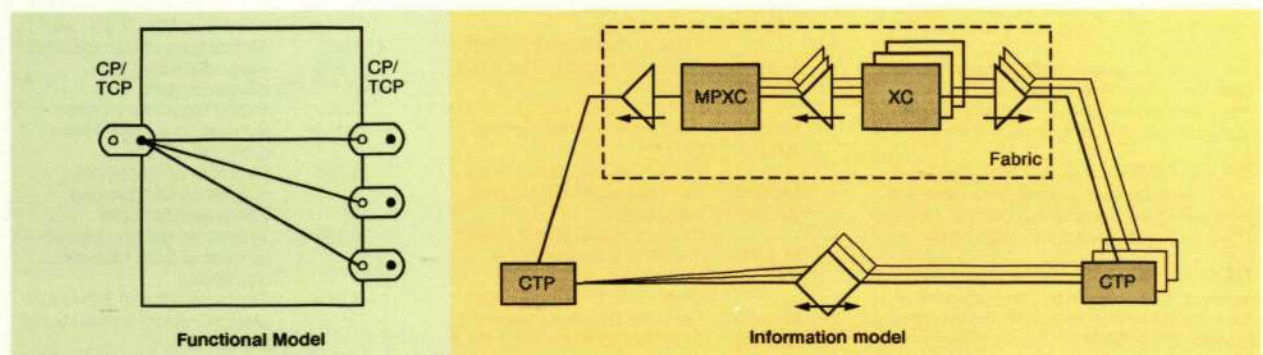 CP/
TCP
CP/
TCP
Functional Model
MPXC
XC
Fabric
CTP
CTP
Information model